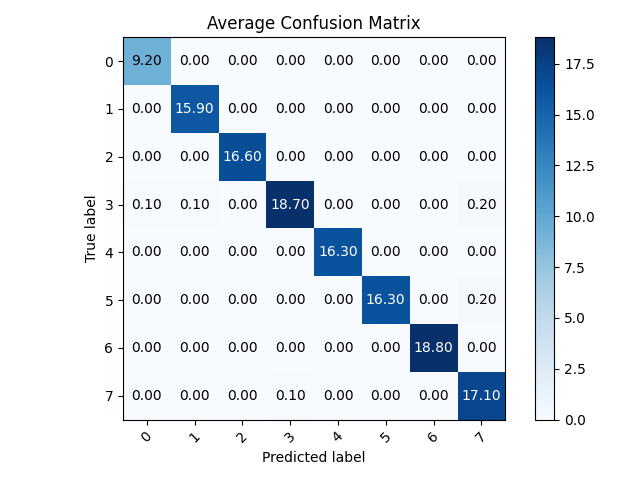 Average Confusion Matrix
0 9.20 0.00 0.00 0.00 0.00 0.00 0.00 0.00
1 0.00 15.90 0.00 0.00 0.00 0.00 0.00 0.00
2 0.00 0.00 16.60 0.00 0.00 0.00 0.00 0.00
3 0.10 0.10 0.00 18.70 0.00 0.00 0.00 0.20
4 0.00 0.00 0.00 0.00 16.30 0.00 0.00 0.00
5 0.00 0.00 0.00 0.00 0.00 16.30 0.00 0.20
6 0.00 0.00 0.00 0.00 0.00 0.00 18.80 0.00
7 0.00 0.00 0.00 0.10 0.00 0.00 0.00 17.10
0 1 2 3 4 5 6 7
Predicted label
True label
17.5
15.0
12.5
10.0
7.5
5.0
2.5
0.0